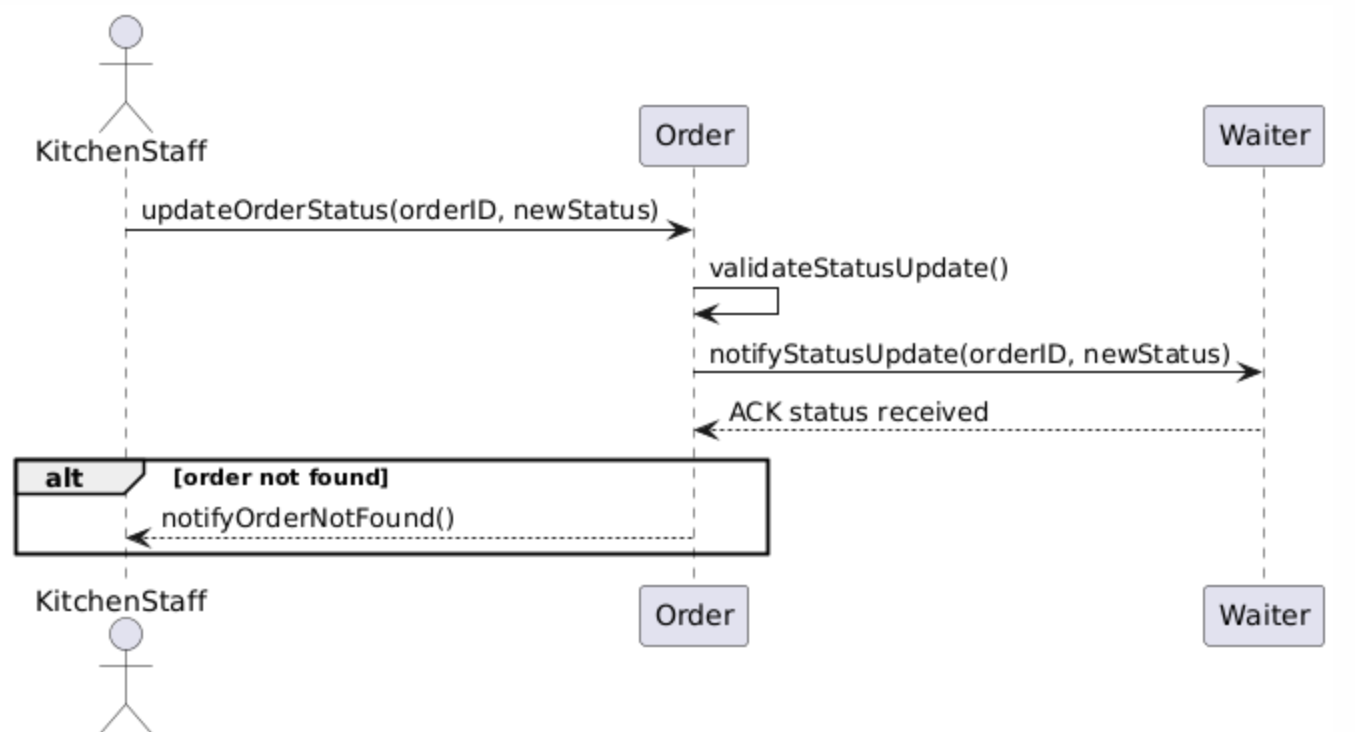 KitchenStaff
Order
Waiter
updateOrderStatus(orderID, newStatus)
validateStatusUpdate()
notifyStatusUpdate(orderID, newStatus)
ACK status received
alt [order not found]
notifyOrderNotFound()
KitchenStaff
Order
Waiter